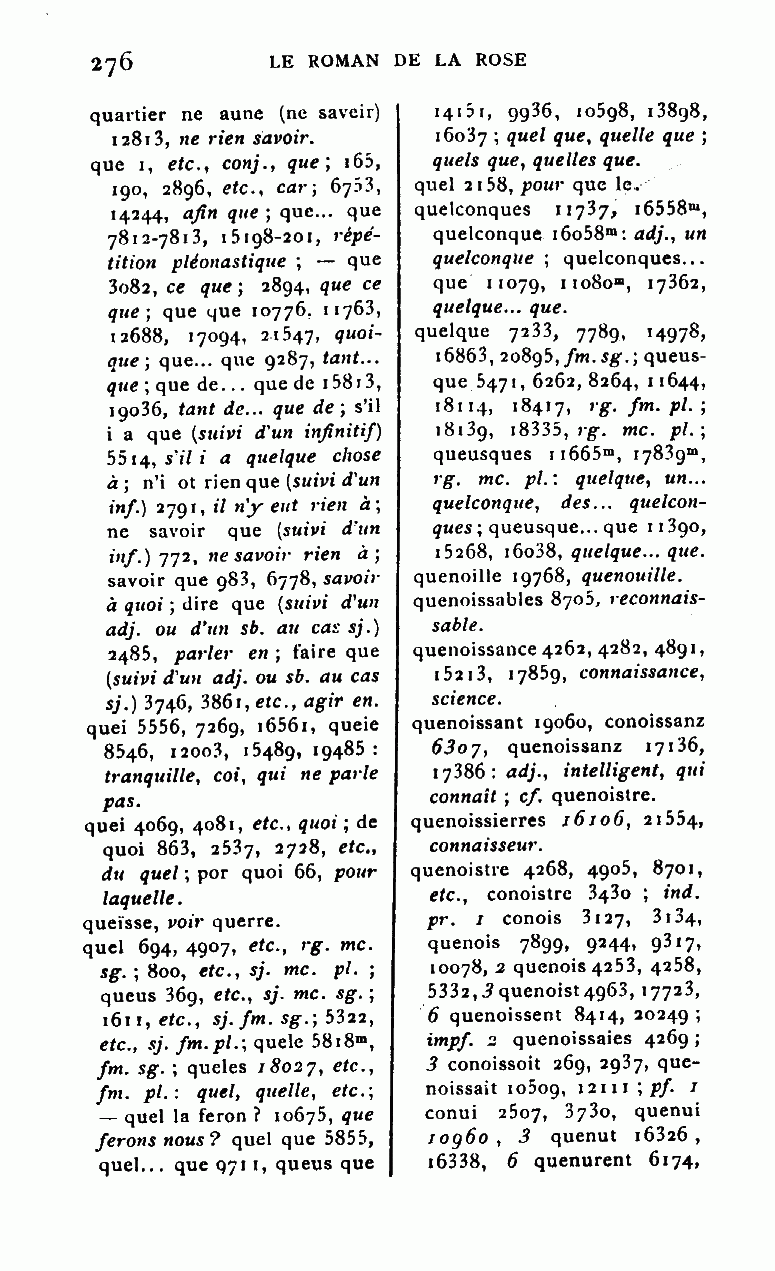 276 LE ROMAN DE LA ROSE
quartier ne aune (ne saveir)
12813, ne rien savoir.
que 1, etc., conj., que ; 165,
190, 2896, etc., car ; 6753,
14244, afin que ; que... que
7812-7813, 15198-201, répé-
tition pléonastique ; — que
3082, ce que ; 2894, que ce
que ; que que 10776, 11763,
12688, 17094, 21547, quoi-
que ; que... que 9287, tant...
que ; que de... que de 15813,
19036, tant de... que de ; s'il
i a que (suivi d'un infinitif)
5514, s'il i a quelque chose
à ; n'i ot rien que (suivi d'un
inf.) 2791, il n'y eut rien à ;
ne savoir que (suivi d'un
inf.) 772, ne savoir rien à ;
savoir que 983, 6778, savoir
à quoi ; dire que (suivi d'un
adj. ou d'un sb. au cas sj.)
2485, parler en ; faire que
(suivi d'un adj. ou sb. au cas
sj.) 3746, 3861, etc., agir en.
quei 5556, 7269, 16561, queie
8546, 12003, 15489, 19485 :
tranquille, coi, qui ne parle
pas.
quei 4069, 4081, etc., quoi ; de
quoi 863, 2537, 2728, etc.,
du quel ; por quoi 66, pour
laquelle.
queïsse, voir querre.
quel 694, 4907, etc., rg. mc.
sg. ; 800, etc., sj. mc. pl. ;
queus 369, etc., sj. mc. sg. ;
1611, etc., sj. fm. sg. ; 5322,
etc., sj. fm. pl. ; quele 5818m,
fm. sg. ; queles 18027, etc.,
fm. pl. : quel, quelle, etc. ;
— quel la feron ? 10675, que
ferons nous ? quel que 5855,
quel... que 9711, queus que
14151, 9936, 10598, 13898,
16037 ; quel que, quelle que ;
quels que, quelles que.
quel 2158, pour que le.
quelconques 11737, 16558m,
quelconque 16058m : adj., un
quelconque ; quelconques...
que 11079, 11080m, 17362,
quelque... que.
quelque 7233, 7789, 14978,
16863, 20895, fm. sg. ; queus-
que 5471, 6262, 8264, 11644,
18114, 18417, rg. fm. pl. ;
18139, 18335, rg. mc. pl. ;
queusques 11665m, 17839m,
rg. mc. pl. : quelque, un...
quelconque, des... quelcon-
ques ; queusque... que 11390,
15268, 16038, quelque... que.
quenoille 19768, quenouille.
quenoissables 8705, reconnais-
sable.
quenoissance 4262, 4282, 4891,
15213, 17859, connaissance,
science.
quenoissant 19060, conoissanz
6307, quenoissanz 17136,
17386 : adj., intelligent, qui
connaît ; cf. quenoistre.
quenoissierres 16106, 21554,
connaisseur.
quenoistre 4268, 4905, 8701,
etc., conoistre 3430 ; ind.
pr. 1 conois 3127, 3134,
quenois 7899, 9244, 9317,
10078, 2 quenois 4253, 4258,
5332, 3 quenoist 4963, 17723,
6 quenoissent 8414, 20249 ;
impf. 2 quenoissaies 4269 ;
3 conoissoit 269, 2937, que-
noissait 10509, 12111 ; pf. 1
conui 2507, 3730, quenui
10960 , 3 quenut 16326 ,
16338, 6 quenurent 6174,